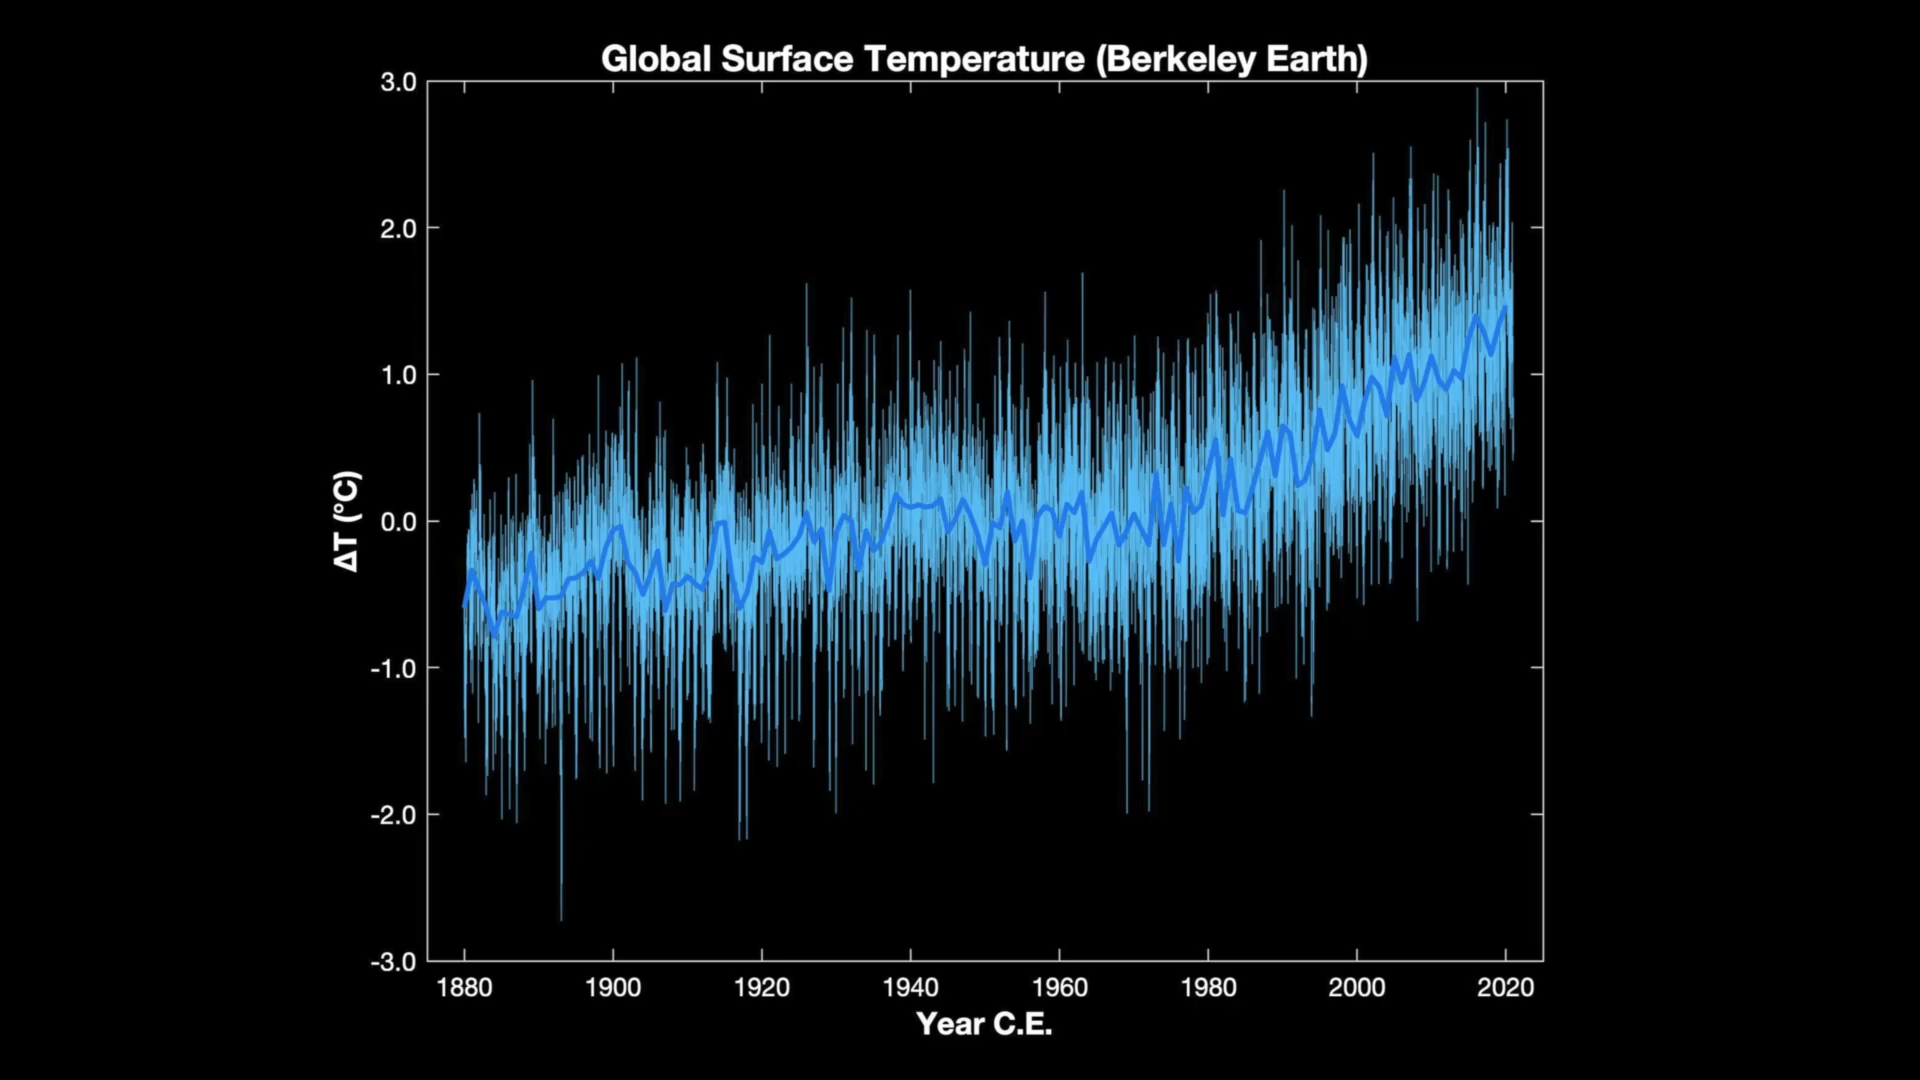 Global Surface Temperature (Berkeley Earth)
3.0
2.0
1.0
0.0
-1.0
-2.0
-3.0
ΔT (°C)
1880 1900 1920 1940 1960 1980 2000 2020
Year C.E.